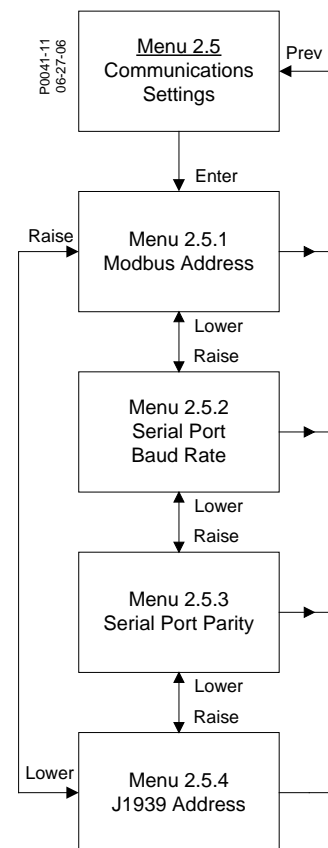 P0041-11
06-27-06
Menu 2.5
Communications
Settings
Prev
Enter
Raise
Menu 2.5.1
Modbus Address
Lower
Raise
Menu 2.5.2
Serial Port
Baud Rate
Lower
Raise
Menu 2.5.3
Serial Port Parity
Lower
Raise
Lower
Menu 2.5.4
J1939 Address